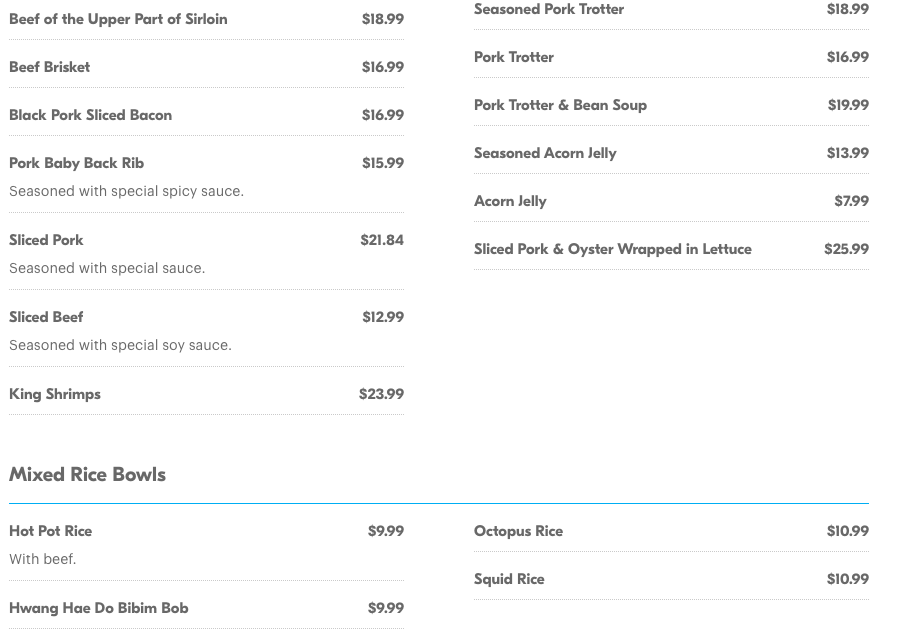 Beef of the Upper Part of Sirloin $18.99
Beef Brisket $16.99
Black Pork Sliced Bacon $16.99
Pork Baby Back Rib $15.99
Seasoned with special spicy sauce.
Sliced Pork $21.84
Seasoned with special sauce.
Sliced Beef $12.99
Seasoned with special soy sauce.
King Shrimps $23.99
Seasoned Pork Trotter $18.99
Pork Trotter $16.99
Pork Trotter & Bean Soup $19.99
Seasoned Acorn Jelly $13.99
Acorn Jelly $7.99
Sliced Pork & Oyster Wrapped in Lettuce $25.99
Mixed Rice Bowls
Hot Pot Rice $9.99
With beef.
Hwang Hae Do Bibim Bob $9.99
Octopus Rice $10.99
Squid Rice $10.99